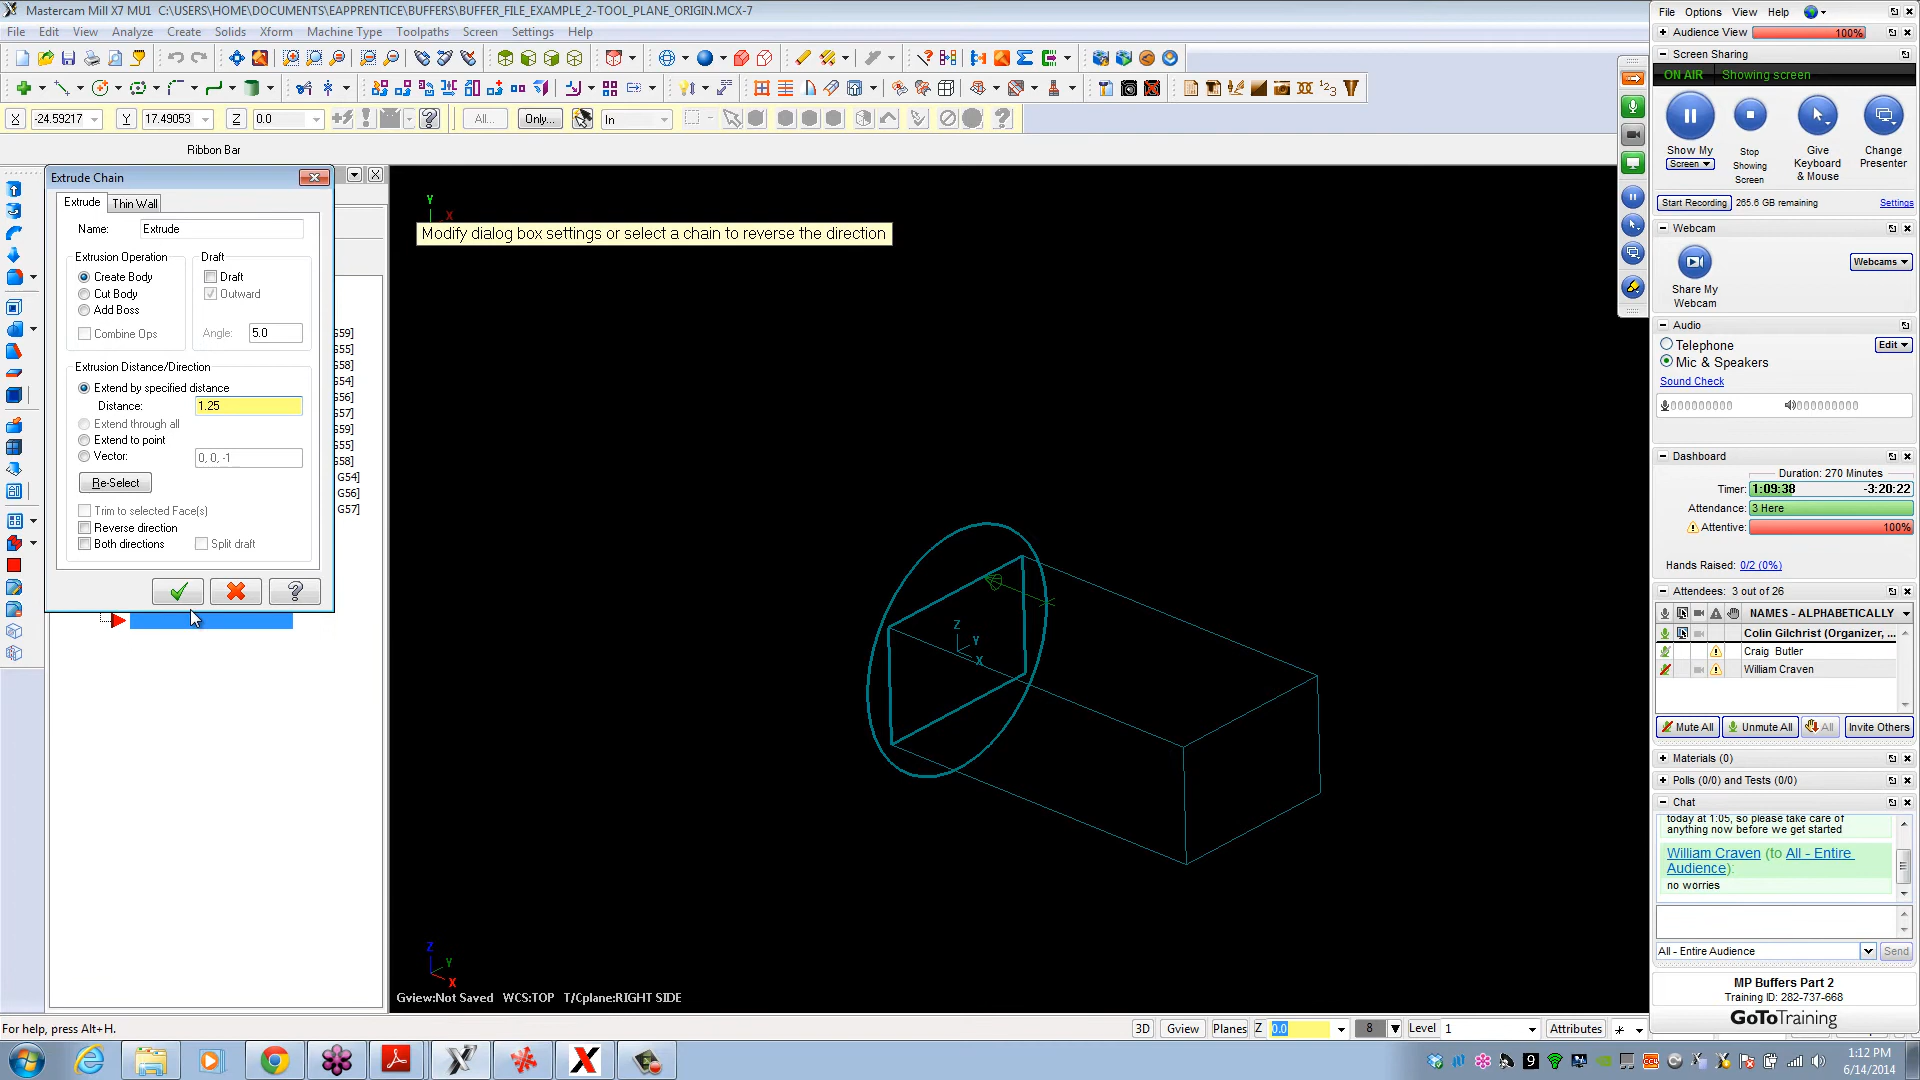 Mastercam Mill X7 MU1 C:\USERS\HOME\DOCUMENTS\EAPPRENTICE\BUFFERS\BUFFER_FILE_EXAMPLE_2-TOOL_PLANE_ORIGIN.MCX-7
File Edit View Analyze Create Solids Xform Machine Type Toolpaths Screen Settings Help
X -24.59217 Y 17.49053 Z 0.0 All... Only... In
Ribbon Bar
Extrude Chain
Extrude Thin Wall
Name: Extrude
Extrusion Operation
Create Body
Cut Body
Add Boss
Combine Ops
Draft
Draft
Outward
Angle: 5.0
Extrusion Distance/Direction
Extend by specified distance
Distance: 1.25
Extend through all
Extend to point
Vector: 0, 0, -1
Re-Select
Trim to selected Face(s)
Reverse direction
Both directions Split draft
G59]
G55]
G58]
G54]
G56]
G57]
G59]
G55]
G58]
G54]
G56]
G57]
Y
X
Modify dialog box settings or select a chain to reverse the direction
Z
Y
X
Z
Y
X
Gview:Not Saved WCS:TOP T/Cplane:RIGHT SIDE
For help, press Alt+H.
3D Gview Planes Z 0.0 8 Level 1 Attributes
File Options View Help
Audience View 100%
Screen Sharing
ON AIR Showing screen
Show My
Screen
Stop
Showing
Screen
Give
Keyboard
& Mouse
Change
Presenter
Start Recording 265.6 GB remaining Settings
Webcam
Webcams
Share My
Webcam
Audio
Telephone Edit
Mic & Speakers
Sound Check
Dashboard
Duration: 270 Minutes
Timer: 1:09:38 -3:20:22
Attendance: 3 Here
Attentive: 100%
Hands Raised: 0/2 (0%)
Attendees: 3 out of 26
NAMES - ALPHABETICALLY
Colin Gilchrist (Organizer, ...
Craig Butler
William Craven
Mute All Unmute All All Invite Others
Materials (0)
Polls (0/0) and Tests (0/0)
Chat
today at 1:05, so please take care of
anything now before we get started
William Craven (to All - Entire
Audience):
no worries
All - Entire Audience Send
MP Buffers Part 2
Training ID: 282-737-668
GoToTraining
1:12 PM
6/14/2014